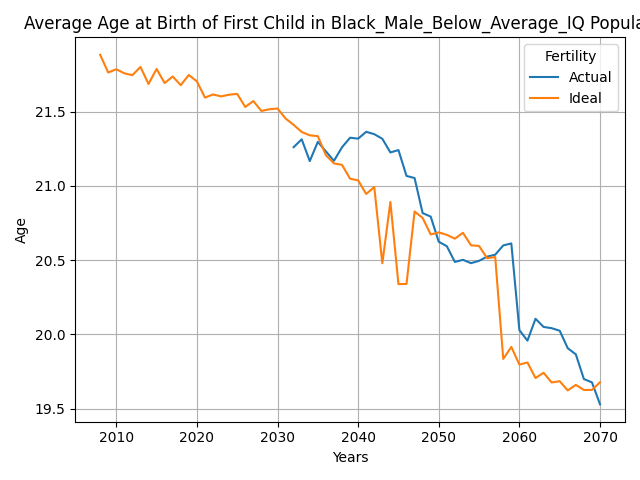 Average Age at Birth of First Child in Black_Male_Below_Average_IQ Popula
Fertility
Actual
Ideal
21.5
21.0
20.5
20.0
19.5
Age
2010 2020 2030 2040 2050 2060 2070
Years